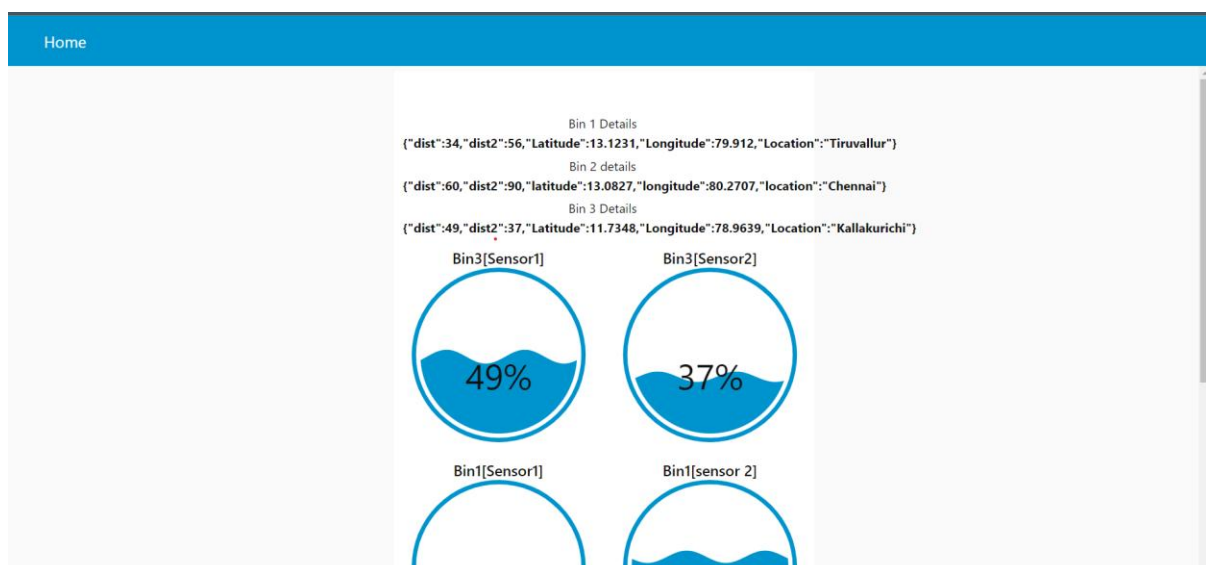 Home
Bin 1 Details
{"dist":34,"dist2":56,"Latitude":13.1231,"Longitude":79.912,"Location":"Tiruvallur"}
Bin 2 details
{"dist":60,"dist2":90,"latitude":13.0827,"longitude":80.2707,"location":"Chennai"}
Bin 3 Details
{"dist":49,"dist2":37,"Latitude":11.7348,"Longitude":78.9639,"Location":"Kallakurichi"}
Bin3[Sensor1] Bin3[Sensor2]
49% 37%
Bin1[Sensor1] Bin1[sensor 2]